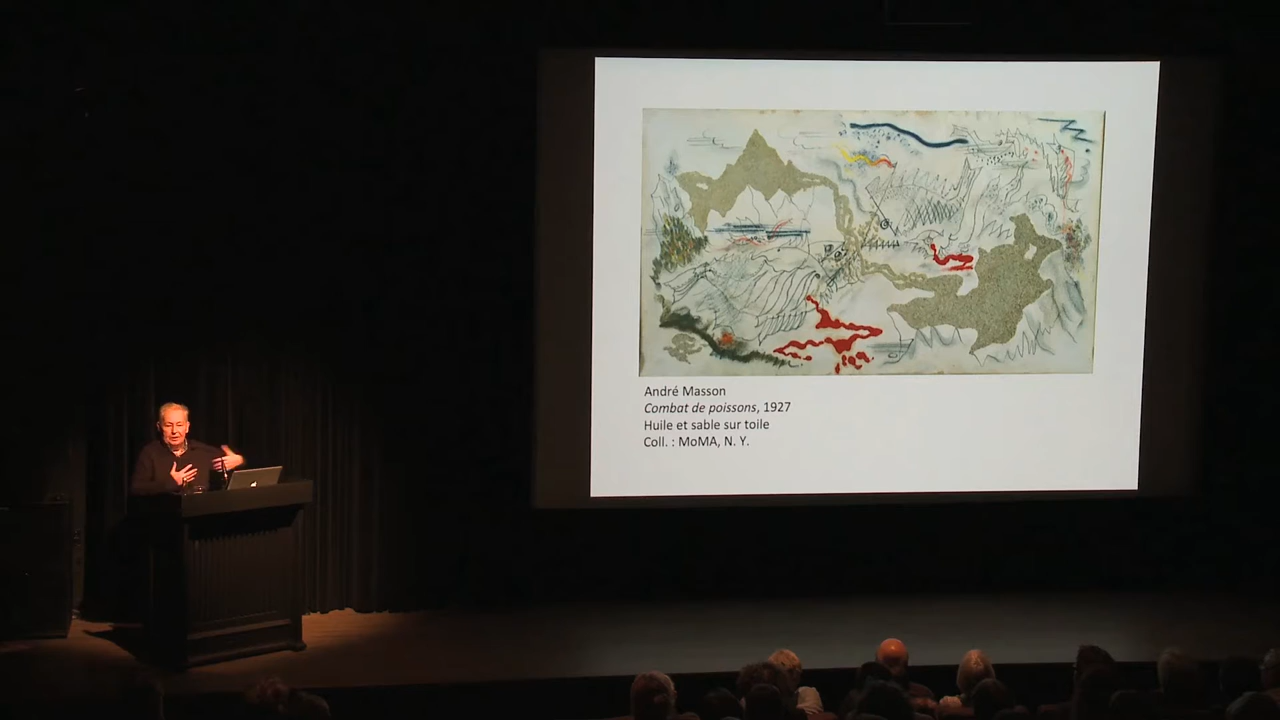 André Masson
Combat de poissons, 1927
Huile et sable sur toile
Coll. : MoMA, N. Y.